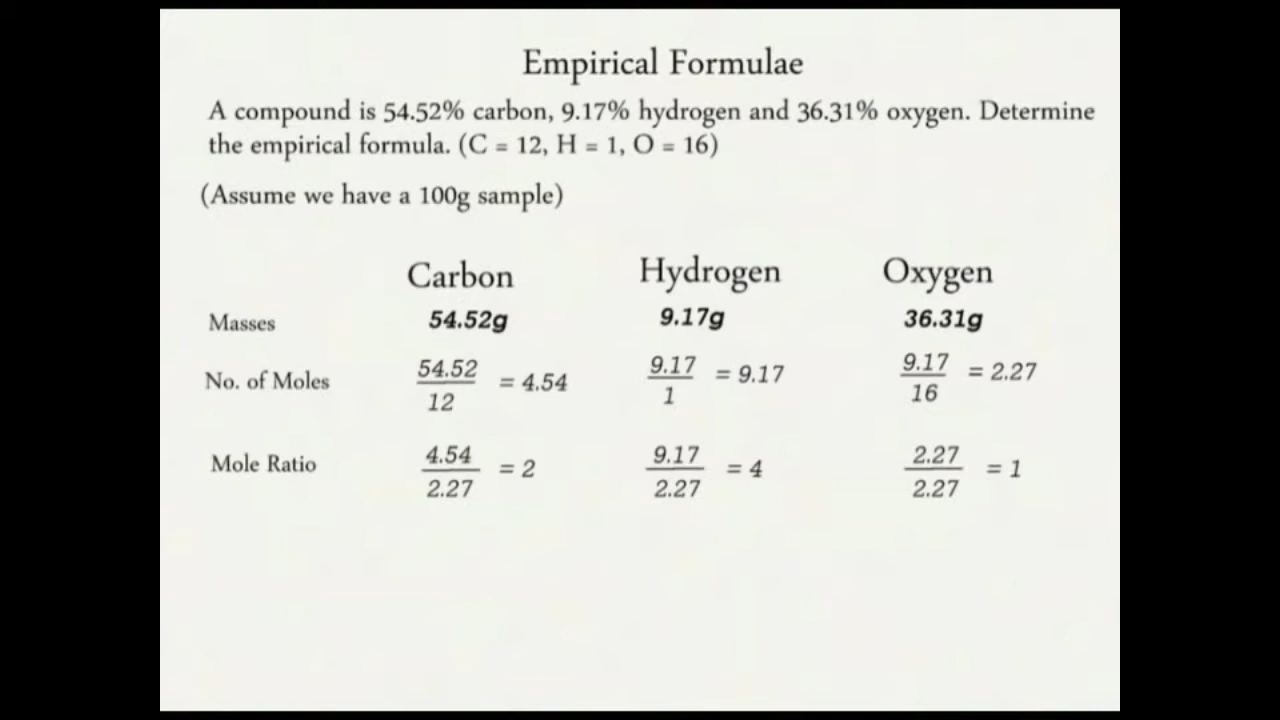 Empirical Formulae
A compound is 54.52% carbon, 9.17% hydrogen and 36.31% oxygen. Determine
the empirical formula. (C = 12, H = 1, O = 16)
(Assume we have a 100g sample)
Carbon Hydrogen Oxygen
Masses 54.52g 9.17g 36.31g
No. of Moles 54.52/12 = 4.54 9.17/1 = 9.17 9.17/16 = 2.27
Mole Ratio 4.54/2.27 = 2 9.17/2.27 = 4 2.27/2.27 = 1